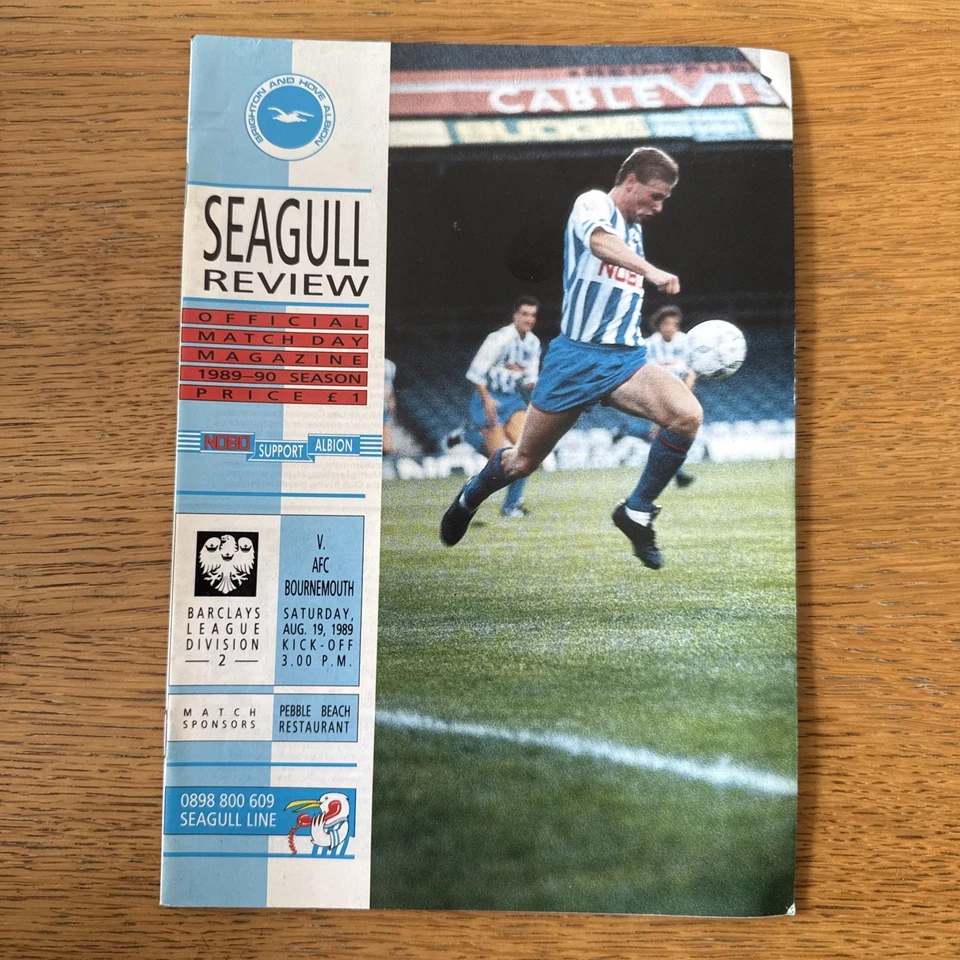 BRIGHTON AND HOVE ALBION
SEAGULL
REVIEW
OFFICIAL
MATCH DAY
MAGAZINE
1989–90 SEASON
PRICE £1
NOBO SUPPORT ALBION
BARCLAYS
LEAGUE
DIVISION
— 2 —
V.
AFC
BOURNEMOUTH
SATURDAY,
AUG. 19, 1989
KICK-OFF
3.00 P.M.
MATCH
SPONSORS
PEBBLE BEACH
RESTAURANT
0898 800 609
SEAGULL LINE
CABLEVIS
NOBO